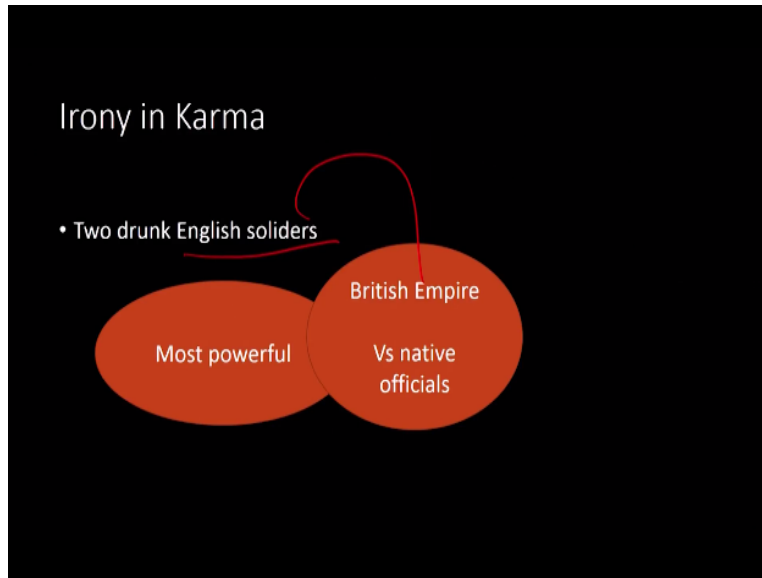 Irony in Karma
• Two drunk English soliders
British Empire
Most powerful
Vs native
officials